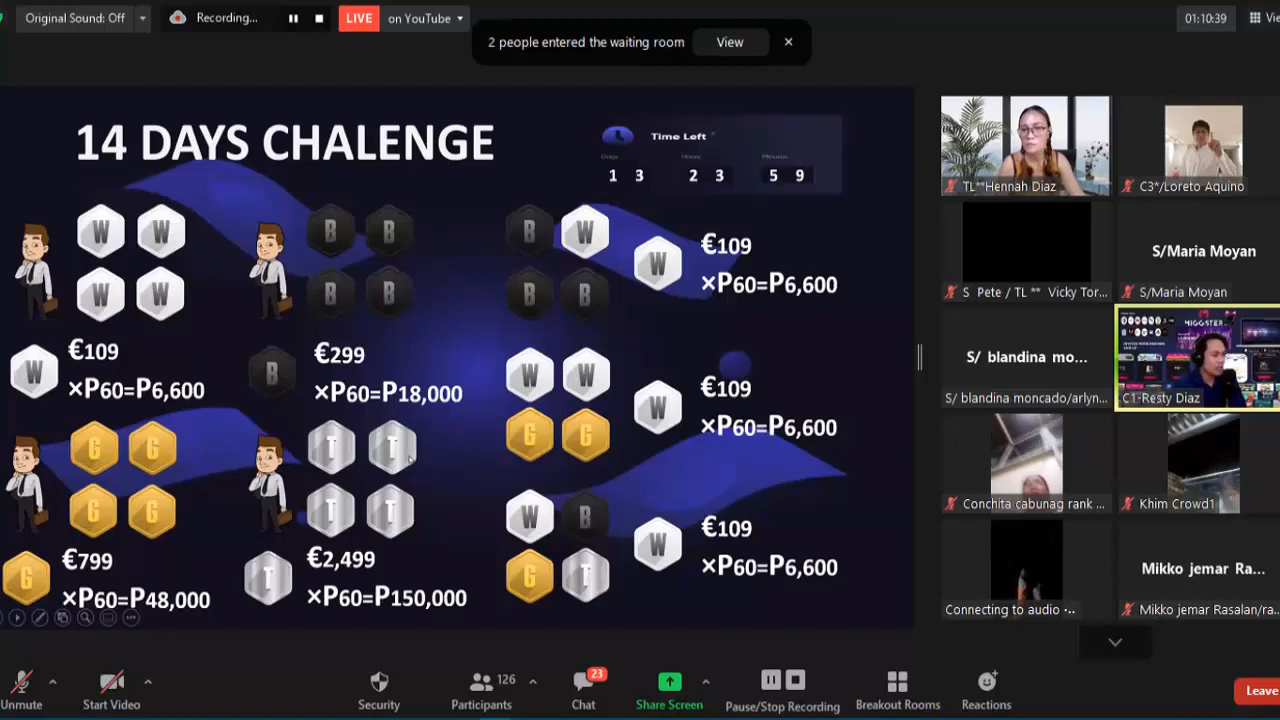 Original Sound: Off
Recording...
LIVE
on YouTube
2 people entered the waiting room
View
01:10:39
14 DAYS CHALENGE
Time Left
Hours
Minutes
1 3
2 3
5 9
W W
W W
W
€109
×P60=P6,600
B B
B B
B
€299
×P60=P18,000
B W
B B
W
€109
×P60=P6,600
G G
G G
G
€799
×P60=P48,000
T T
T T
T
€2,499
×P60=P150,000
W W
G G
W
€109
×P60=P6,600
W B
G T
W
€109
×P60=P6,600
TL**Hennah Diaz
C3*/Loreto Aquino
S Pete / TL ** Vicky Tor...
S/Maria Moyan
S/Maria Moyan
S/ blandina mo...
S/ blandina moncado/arlyn...
HIGGSTER
C1-Resty Diaz
Conchita cabunag rank ...
Khim Crowd1
Connecting to audio ...
Mikko jemar Ra...
Mikko jemar Rasalan/ra...
Unmute
Start Video
Security
126
Participants
23
Chat
Share Screen
Pause/Stop Recording
Breakout Rooms
Reactions
Leave